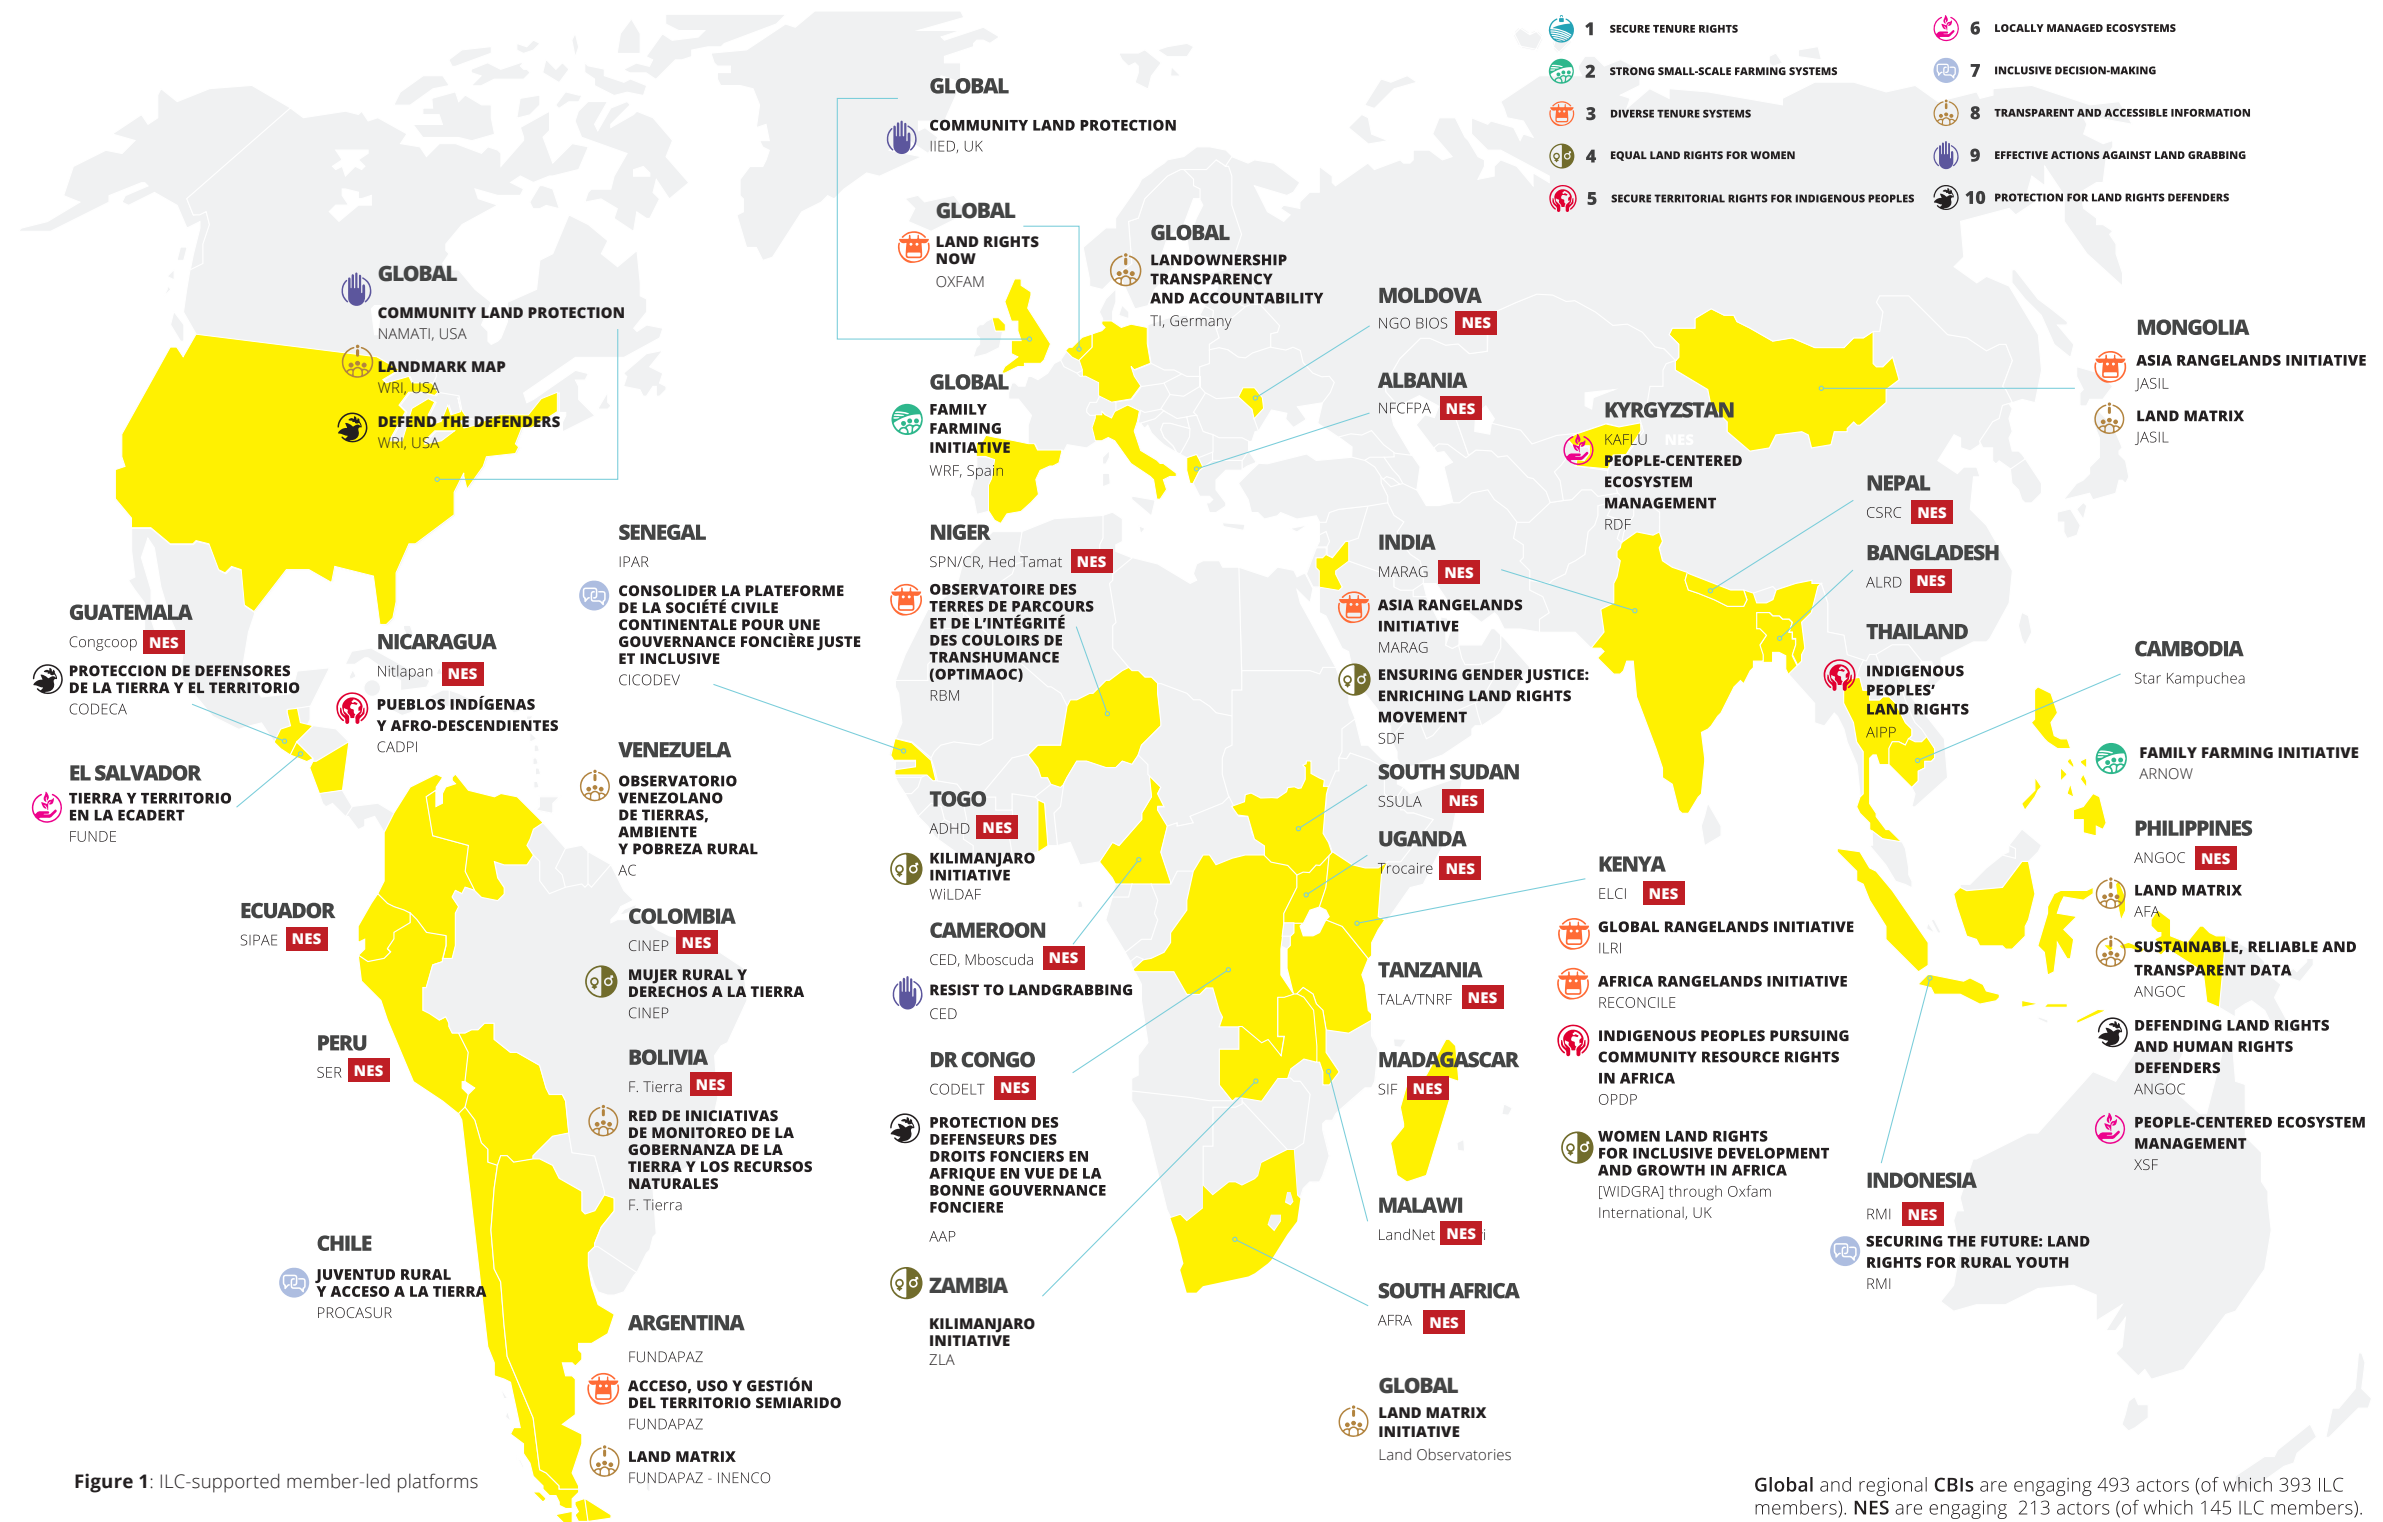 1 SECURE TENURE RIGHTS
2 STRONG SMALL-SCALE FARMING SYSTEMS
3 DIVERSE TENURE SYSTEMS
4 EQUAL LAND RIGHTS FOR WOMEN
5 SECURE TERRITORIAL RIGHTS FOR INDIGENOUS PEOPLES
6 LOCALLY MANAGED ECOSYSTEMS
7 INCLUSIVE DECISION-MAKING
8 TRANSPARENT AND ACCESSIBLE INFORMATION
9 EFFECTIVE ACTIONS AGAINST LAND GRABBING
10 PROTECTION FOR LAND RIGHTS DEFENDERS
GLOBAL
COMMUNITY LAND PROTECTION
IIED, UK
GLOBAL
LAND RIGHTS
NOW
OXFAM
GLOBAL
LANDOWNERSHIP
TRANSPARENCY
AND ACCOUNTABILITY
TI, Germany
GLOBAL
COMMUNITY LAND PROTECTION
NAMATI, USA
LANDMARK MAP
WRI, USA
DEFEND THE DEFENDERS
WRI, USA
GLOBAL
FAMILY
FARMING
INITIATIVE
WRF, Spain
MOLDOVA
NGO BIOS NES
ALBANIA
NFCFPA NES
KYRGYZSTAN
KAFLU NES
PEOPLE-CENTERED
ECOSYSTEM
MANAGEMENT
RDF
MONGOLIA
ASIA RANGELANDS INITIATIVE
JASIL
LAND MATRIX
JASIL
NEPAL
CSRC NES
BANGLADESH
ALRD NES
THAILAND
INDIGENOUS
PEOPLES'
LAND RIGHTS
AIPP
CAMBODIA
Star Kampuchea
FAMILY FARMING INITIATIVE
ARNOW
PHILIPPINES
ANGOC NES
LAND MATRIX
AFA
SUSTAINABLE, RELIABLE AND
TRANSPARENT DATA
ANGOC
DEFENDING LAND RIGHTS
AND HUMAN RIGHTS
DEFENDERS
ANGOC
PEOPLE-CENTERED ECOSYSTEM
MANAGEMENT
XSF
INDONESIA
RMI NES
SECURING THE FUTURE: LAND
RIGHTS FOR RURAL YOUTH
RMI
GUATEMALA
Congcoop NES
PROTECCION DE DEFENSORES
DE LA TIERRA Y EL TERRITORIO
CODECA
EL SALVADOR
TIERRA Y TERRITORIO
EN LA ECADERT
FUNDE
NICARAGUA
Nitlapan NES
PUEBLOS INDÍGENAS
Y AFRO-DESCENDIENTES
CADPI
SENEGAL
IPAR
CONSOLIDER LA PLATEFORME
DE LA SOCIÉTÉ CIVILE
CONTINENTALE POUR UNE
GOUVERNANCE FONCIÈRE JUSTE
ET INCLUSIVE
CICODEV
VENEZUELA
OBSERVATORIO
VENEZOLANO
DE TIERRAS,
AMBIENTE
Y POBREZA RURAL
AC
ECUADOR
SIPAE NES
COLOMBIA
CINEP NES
MUJER RURAL Y
DERECHOS A LA TIERRA
CINEP
PERU
SER NES
BOLIVIA
F. Tierra NES
RED DE INICIATIVAS
DE MONITOREO DE LA
GOBERNANZA DE LA
TIERRA Y LOS RECURSOS
NATURALES
F. Tierra
CHILE
JUVENTUD RURAL
Y ACCESO A LA TIERRA
PROCASUR
ARGENTINA
FUNDAPAZ
ACCESO, USO Y GESTIÓN
DEL TERRITORIO SEMIARIDO
FUNDAPAZ
LAND MATRIX
FUNDAPAZ - INENCO
NIGER
SPN/CR, Hed Tamat NES
OBSERVATOIRE DES
TERRES DE PARCOURS
ET DE L'INTÉGRITÉ
DES COULOIRS DE
TRANSHUMANCE
(OPTIMAOC)
RBM
TOGO
ADHD NES
KILIMANJARO
INITIATIVE
WiLDAF
CAMEROON
CED, Mboscuda NES
RESIST TO LANDGRABBING
CED
DR CONGO
CODELT NES
PROTECTION DES
DEFENSEURS DES
DROITS FONCIERS EN
AFRIQUE EN VUE DE LA
BONNE GOUVERNANCE
FONCIERE
AAP
ZAMBIA
KILIMANJARO
INITIATIVE
ZLA
INDIA
MARAG NES
ASIA RANGELANDS
INITIATIVE
MARAG
ENSURING GENDER JUSTICE:
ENRICHING LAND RIGHTS
MOVEMENT
SDF
SOUTH SUDAN
SSULA NES
UGANDA
Trocaire NES
KENYA
ELCI NES
GLOBAL RANGELANDS INITIATIVE
ILRI
AFRICA RANGELANDS INITIATIVE
RECONCILE
INDIGENOUS PEOPLES PURSUING
COMMUNITY RESOURCE RIGHTS
IN AFRICA
OPDP
WOMEN LAND RIGHTS
FOR INCLUSIVE DEVELOPMENT
AND GROWTH IN AFRICA
[WIDGRA] through Oxfam
International, UK
TANZANIA
TALA/TNRF NES
MADAGASCAR
SIF NES
MALAWI
LandNet NES i
SOUTH AFRICA
AFRA NES
GLOBAL
LAND MATRIX
INITIATIVE
Land Observatories
Figure 1: ILC-supported member-led platforms
Global and regional CBIs are engaging 493 actors (of which 393 ILC
members). NES are engaging 213 actors (of which 145 ILC members).